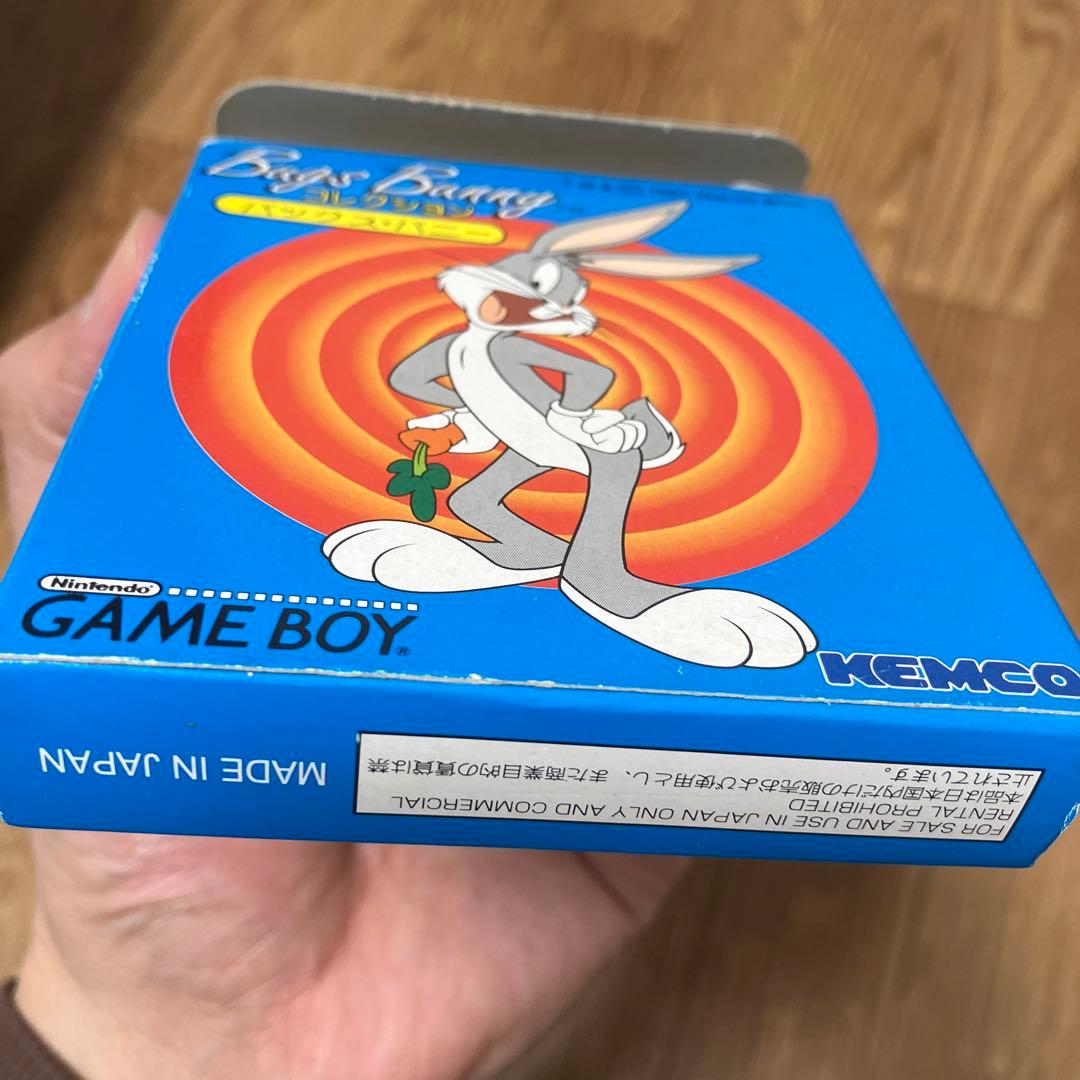 Bugs Bunny
コレクション
バックス・バニー
Nintendo®
GAME BOY®
KEMCO
MADE IN JAPAN
FOR SALE AND USE IN JAPAN ONLY AND COMMERCIAL
RENTAL PROHIBITED
本品は日本国内だけの販売および使用とし、また商業目的の賃貸は禁
止されています。